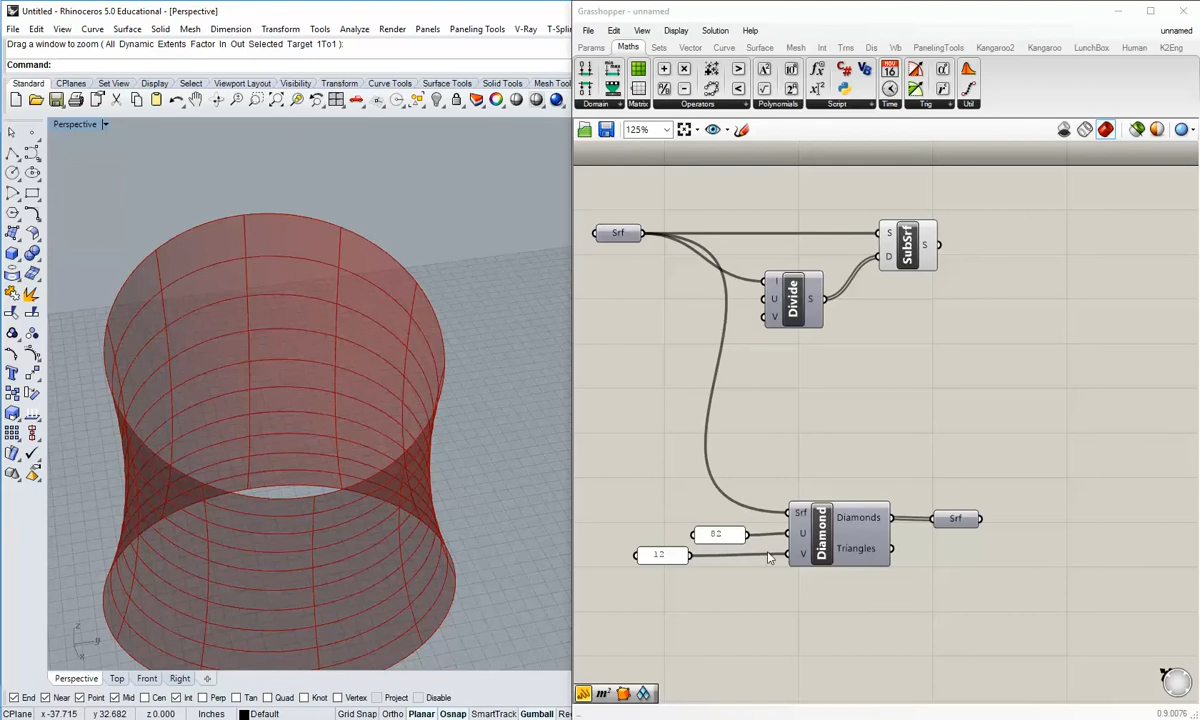 Untitled - Rhinoceros 5.0 Educational - [Perspective]
File Edit View Curve Surface Solid Mesh Dimension Transform Tools Analyze Render Panels V-Ray T-Spl
Drag a window to zoom ( All Dynamic Extents Factor In Out Selected Target 1To1 ):
Command:
Standard CPlanes Set View Display Select Viewport Layout Visibility Transform Curve Tools Surface Tools Solid Tools Mesh Too
Perspective
z
y
x
Perspective Top Front Right
End Near Point Mid Cen Int Perp Tan Quad Knot Vertex Project Disable
CPlane x -37.715 y 32.682 z 0.000 Inches Default Grid Snap Ortho Planar Osnap SmartTrack Gumball Re
Grasshopper - unnamed
File Edit View Display Solution Help unnamed
Params Maths Sets Vector Curve Surface Mesh Int Trns Dis Wb PanelingTools Kangaroo2 Kangaroo LunchBox Human K2Eng
Domain Matrix Operators Polynomials Script Time Trig Util
125%
Srf
S
D
SubSrf
S
I
U
V
Divide
S
Srf
U
V
Diamond
Diamonds
Triangles
Srf
82
12
m²
0.9.0076